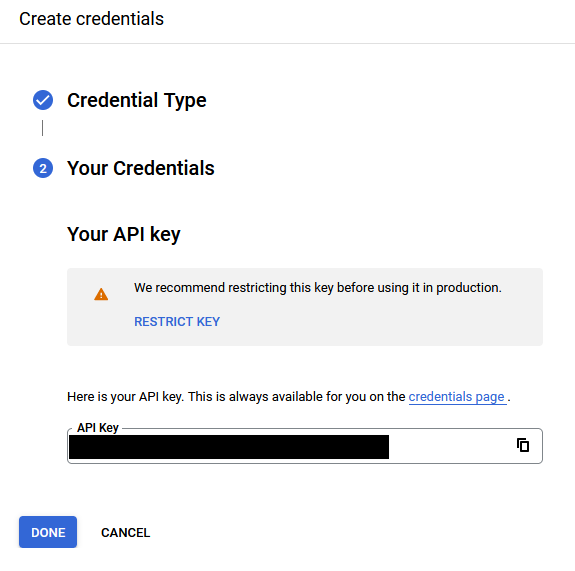 Create credentials
Credential Type
2 Your Credentials
Your API key
We recommend restricting this key before using it in production.
RESTRICT KEY
Here is your API key. This is always available for you on the credentials page .
API Key
DONE CANCEL